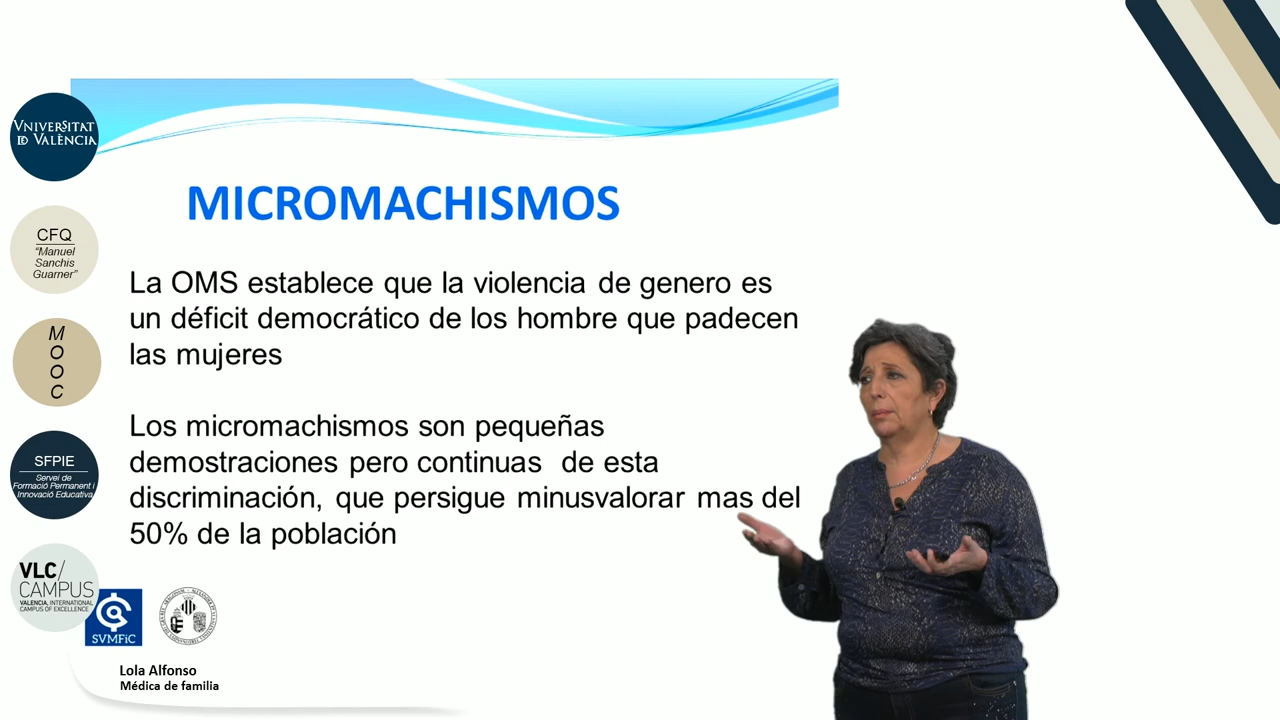 VNIVERSITAT
ID VALÈNCIA
CFQ
"Manuel
Sanchis
Guarner"
M
O
O
C
SFPIE
Servei de
Formació Permanent i
Innovació Educativa
VLC/
CAMPUS
VALENCIA, INTERNATIONAL
CAMPUS OF EXCELLENCE
MICROMACHISMOS
La OMS establece que la violencia de genero es
un déficit democrático de los hombre que padecen
las mujeres
Los micromachismos son pequeñas
demostraciones pero continuas de esta
discriminación, que persigue minusvalorar mas del
50% de la población
SVMFiC
Lola Alfonso
Médica de familia